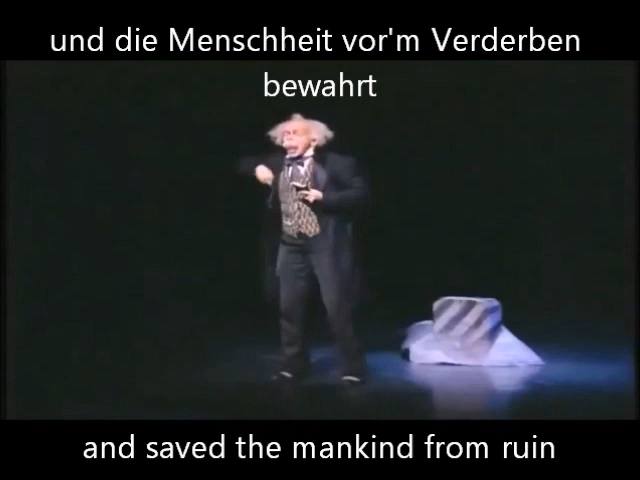 und die Menschheit vor'm Verderben
bewahrt
and saved the mankind from ruin